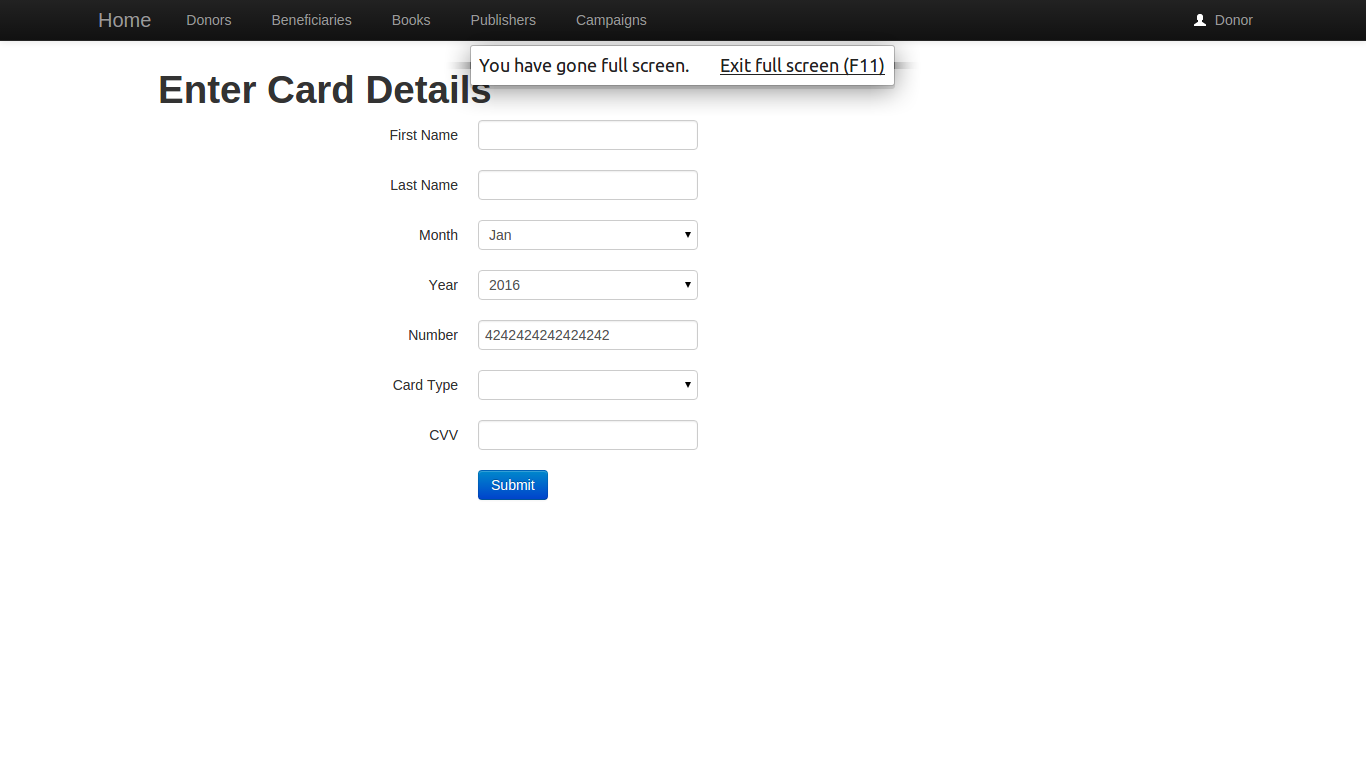 Home Donors Beneficiaries Books Publishers Campaigns Donor
You have gone full screen. Exit full screen (F11)
Enter Card Details
First Name
Last Name
Month Jan
Year 2016
Number 4242424242424242
Card Type
CVV
Submit